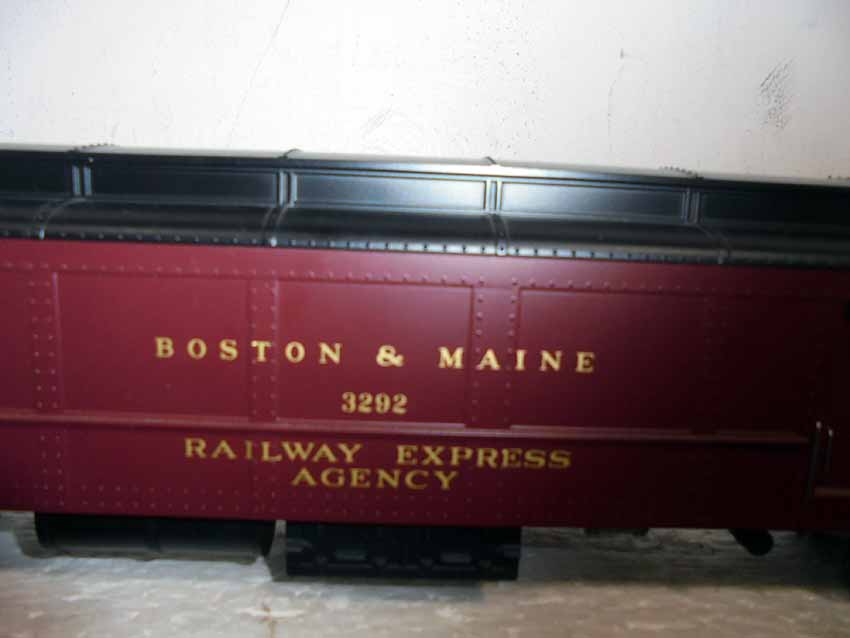 BOSTON & MAINE
3292
RAILWAY EXPRESS
AGENCY